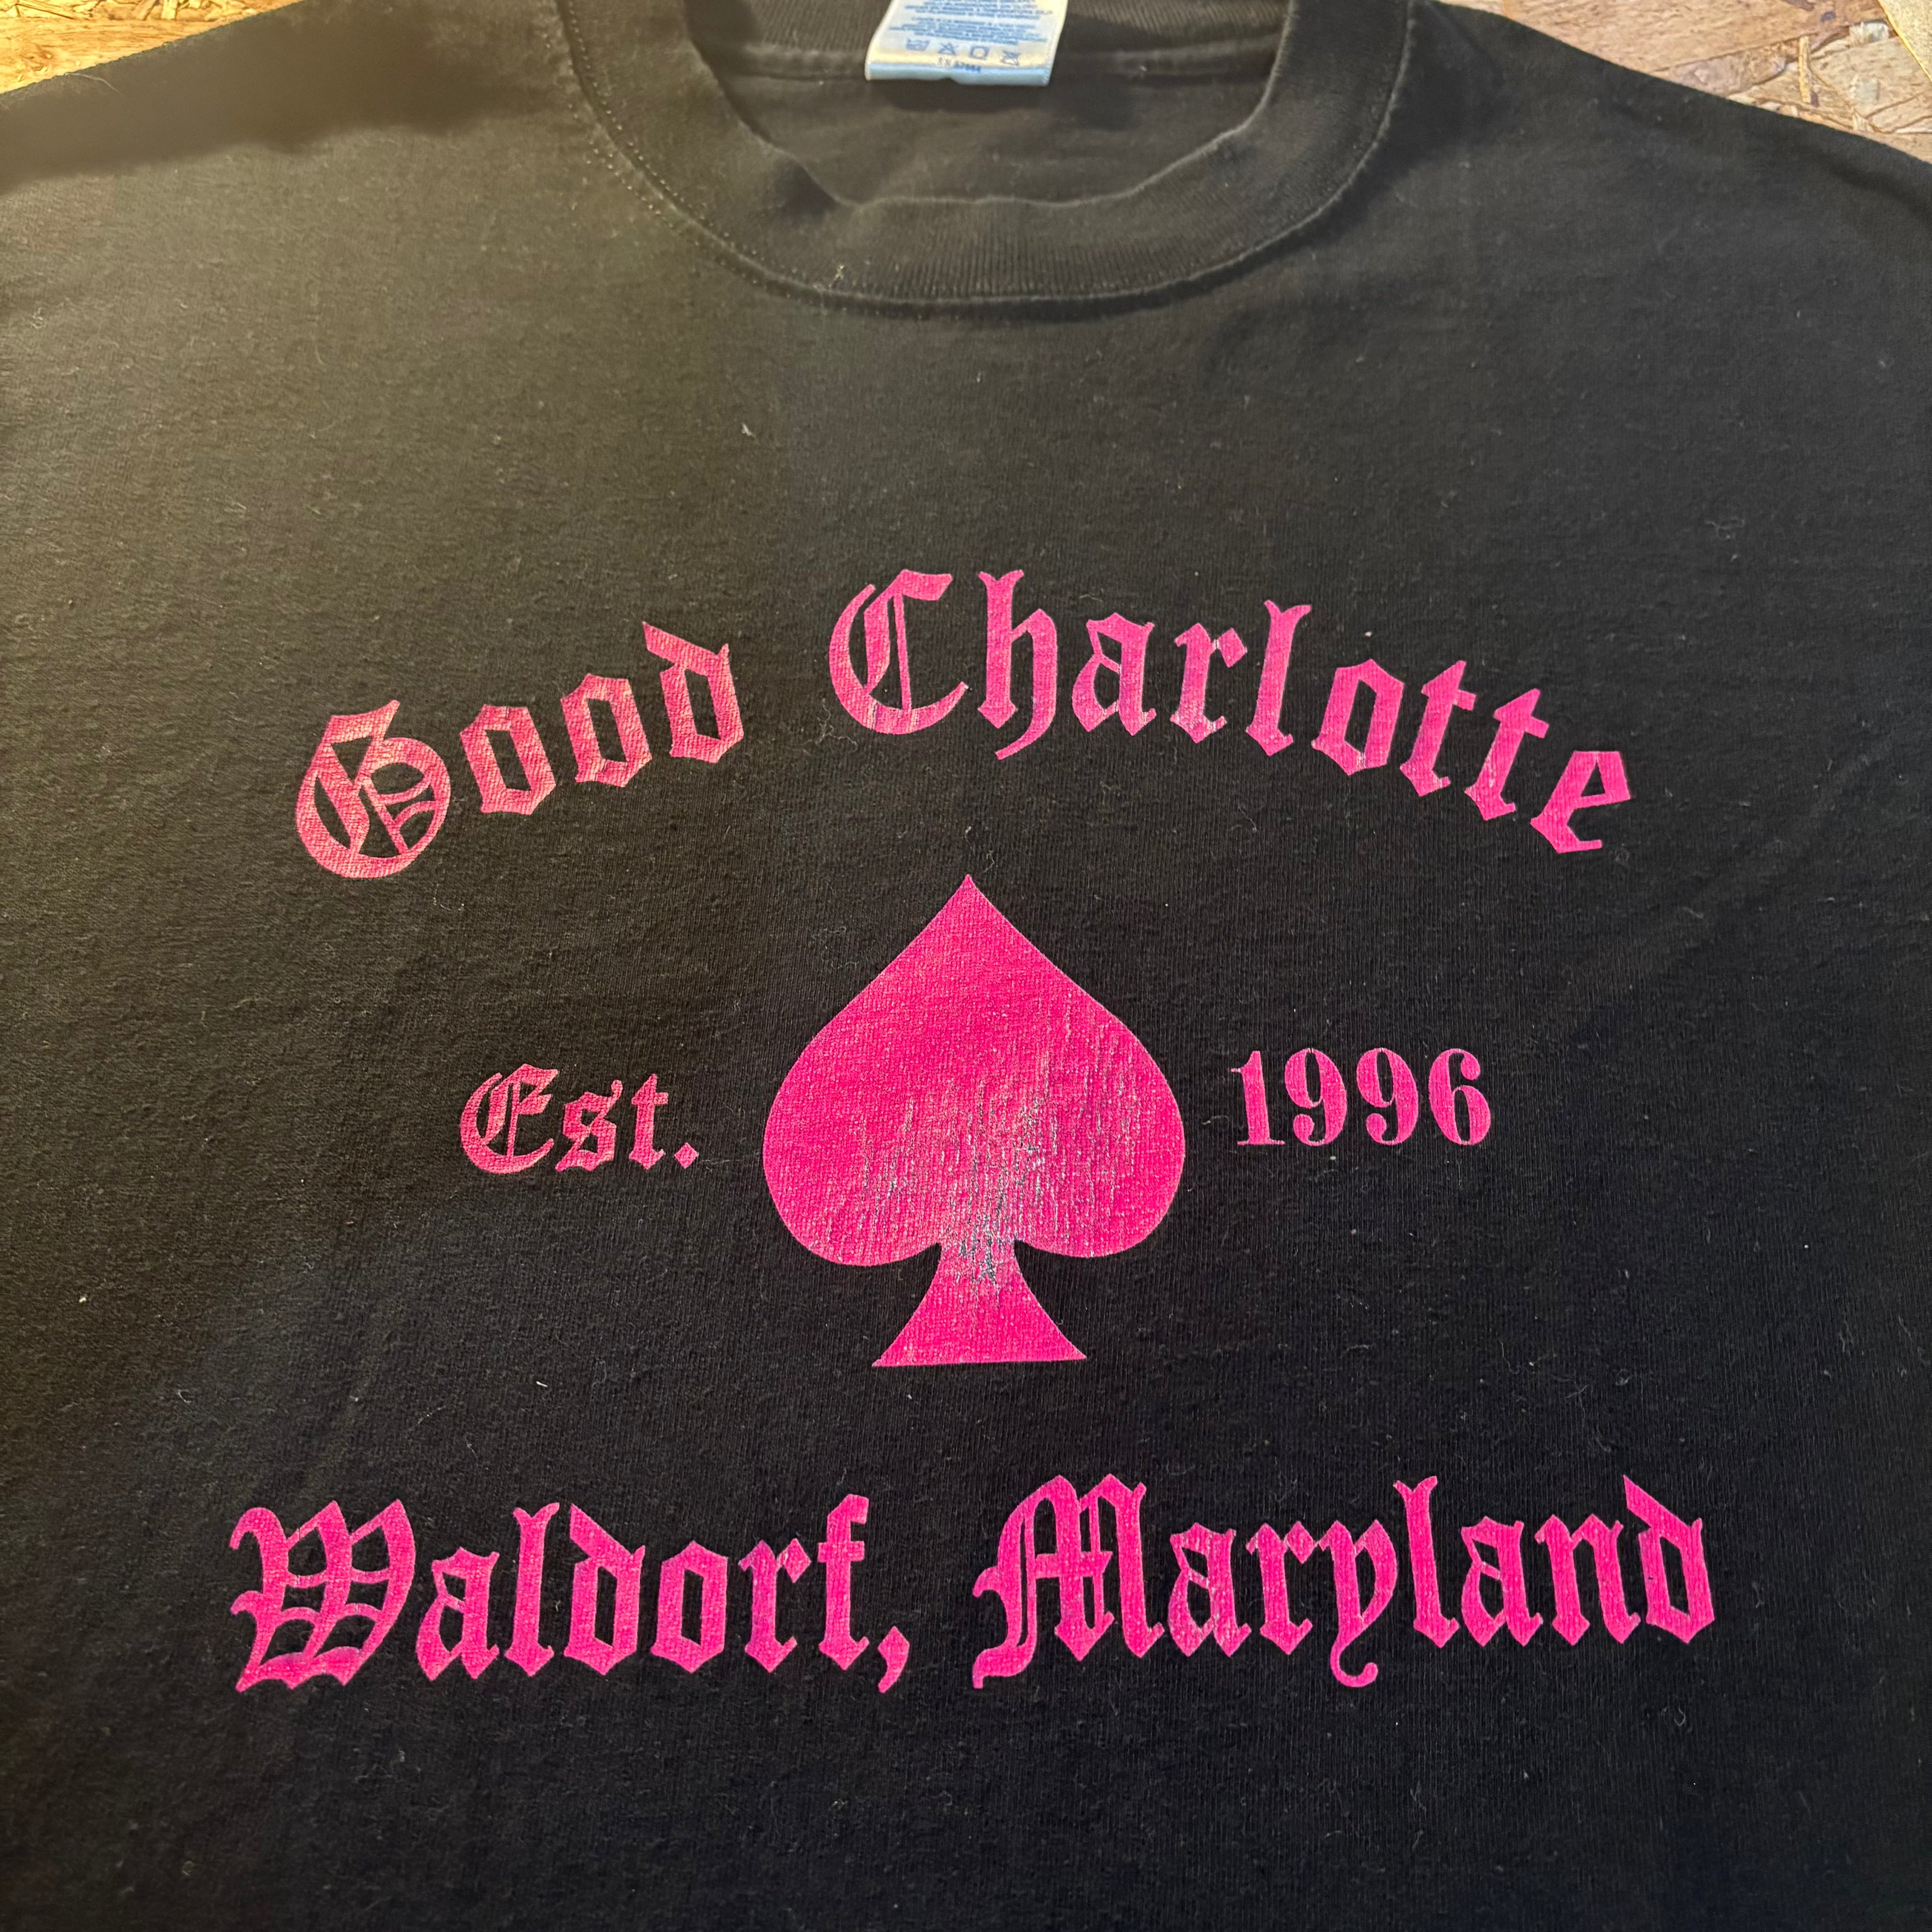 Good Charlotte
Est. 1996
Waldorf, Maryland